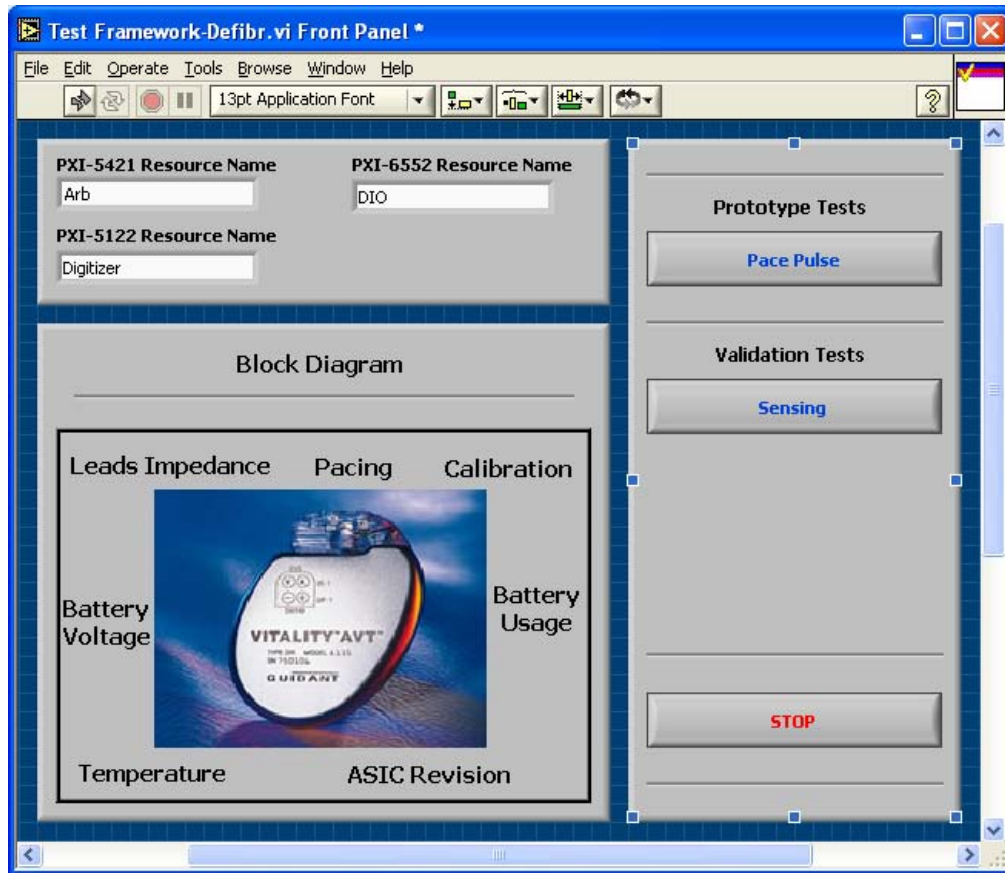 Test Framework-Defibr.vi Front Panel *
File Edit Operate Tools Browse Window Help
13pt Application Font
PXI-5421 Resource Name
Arb
PXI-6552 Resource Name
DIO
PXI-5122 Resource Name
Digitizer
Block Diagram
Leads Impedance
Pacing
Calibration
Battery
Voltage
Battery
Usage
VITALITY AVT
GUIDANT
Temperature
ASIC Revision
Prototype Tests
Pace Pulse
Validation Tests
Sensing
STOP